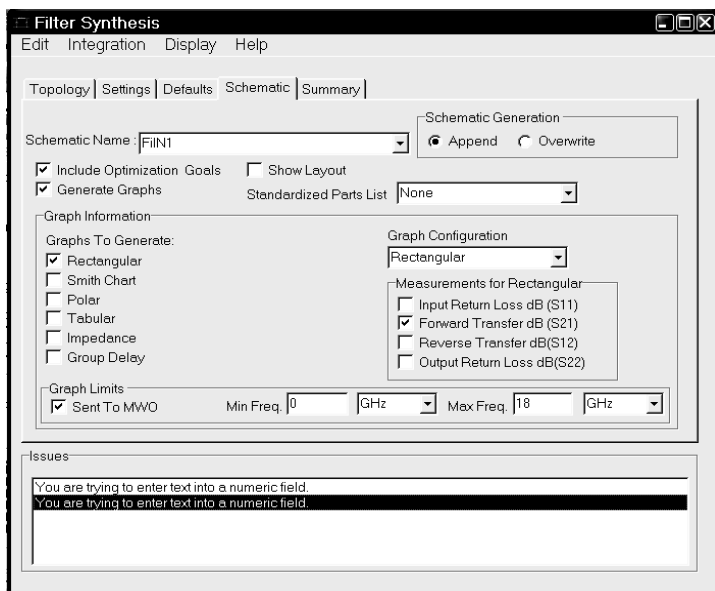 Filter Synthesis
Edit Integration Display Help
Topology Settings Defaults Schematic Summary
Schematic Generation
Schematic Name : FilN1
Append Overwrite
Include Optimization Goals Show Layout
Generate Graphs Standardized Parts List None
Graph Information
Graphs To Generate: Graph Configuration
Rectangular Rectangular
Smith Chart Measurements for Rectangular
Polar Input Return Loss dB (S11)
Tabular Forward Transfer dB (S21)
Impedance Reverse Transfer dB(S12)
Group Delay Output Return Loss dB(S22)
Graph Limits
Sent To MWO Min Freq. 0 GHz Max Freq. 18 GHz
Issues
You are trying to enter text into a numeric field.
You are trying to enter text into a numeric field.